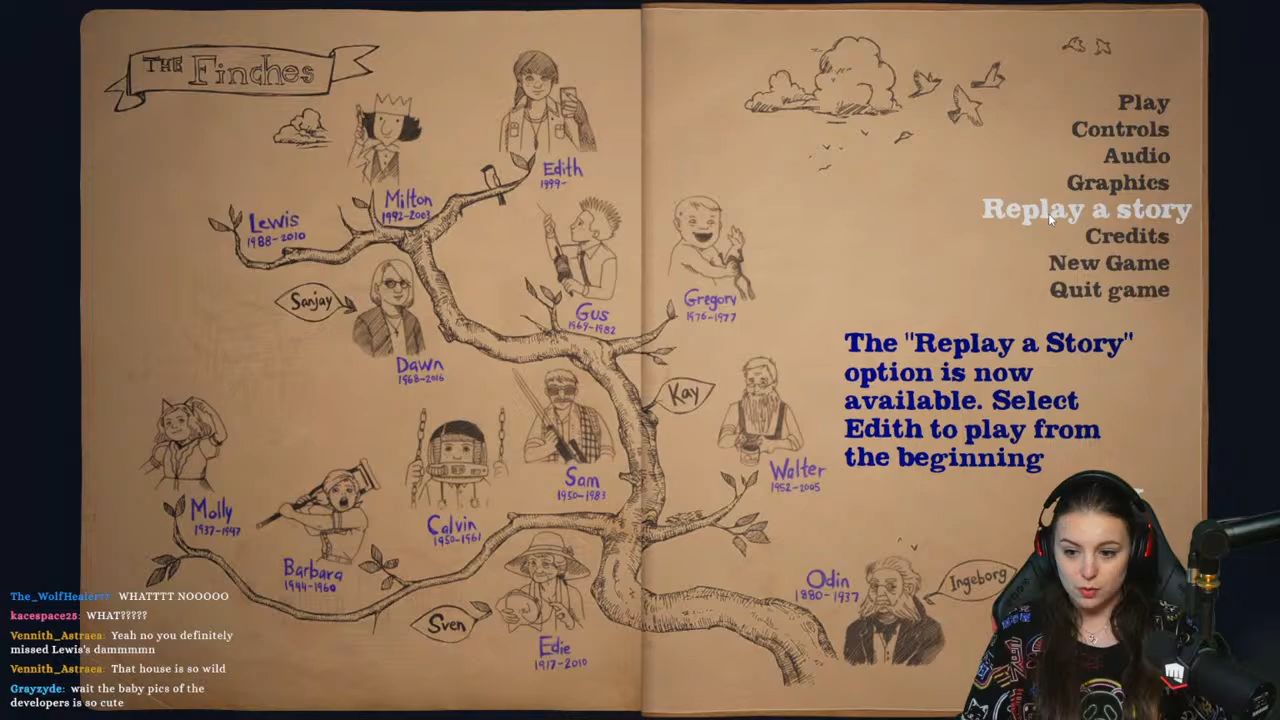 THE Finches
Edith
1999-
Milton
1992-2003
Lewis
1988-2010
Sanjay
Dawn
1968-2016
Gus
1969-1982
Gregory
1976-1977
Kay
Walter
1952-2005
Sam
1950-1983
Calvin
1950-1961
Molly
1937-1947
Barbara
1944-1960
Sven
Edie
1917-2010
Odin
1880-1937
Ingeborg
Play
Controls
Audio
Graphics
Replay a story
Credits
New Game
Quit game
The "Replay a Story"
option is now
available. Select
Edith to play from
the beginning
kacespace25: WHAT?????
Vennith_Astraea: Yeah no you definitely
missed Lewis's dammmmn
Vennith_Astraea: That house is so wild
Grayzyde: wait the baby pics of the
developers is so cute
WHATTTT NOOOOO